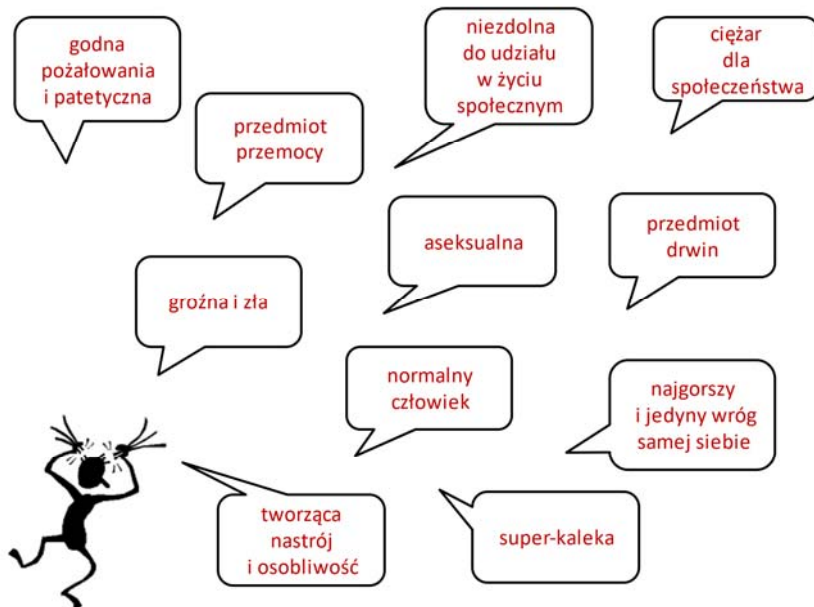 godna
pożałowania
i patetyczna
niezdolna
do udziału
w życiu
społecznym
ciężar
dla
społeczeństwa
przedmiot
przemocy
aseksualna
przedmiot
drwin
groźna i zła
normalny
człowiek
najgorszy
i jedyny wróg
samej siebie
tworząca
nastrój
i osobliwość
super-kaleka